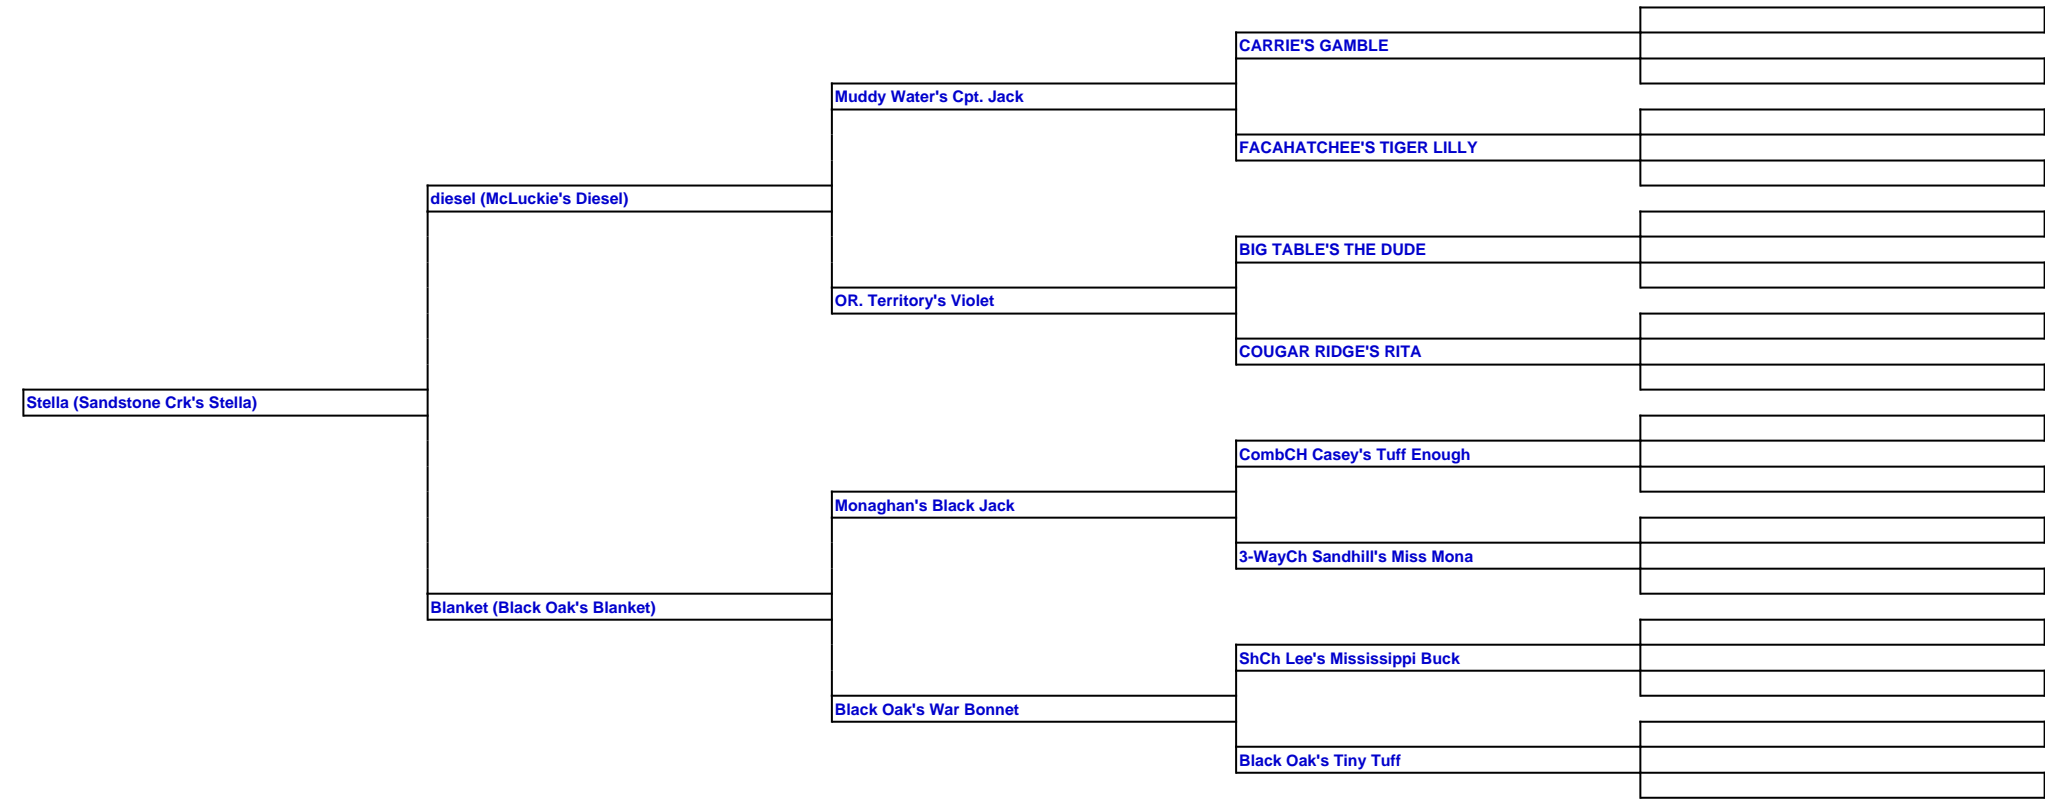 CARRIE'S GAMBLE
Muddy Water's Cpt. Jack
FACAHATCHEE'S TIGER LILLY
diesel (McLuckie's Diesel)
BIG TABLE'S THE DUDE
OR. Territory's Violet
COUGAR RIDGE'S RITA
Stella (Sandstone Crk's Stella)
CombCH Casey's Tuff Enough
Monaghan's Black Jack
3-WayCh Sandhill's Miss Mona
Blanket (Black Oak's Blanket)
ShCh Lee's Mississippi Buck
Black Oak's War Bonnet
Black Oak's Tiny Tuff